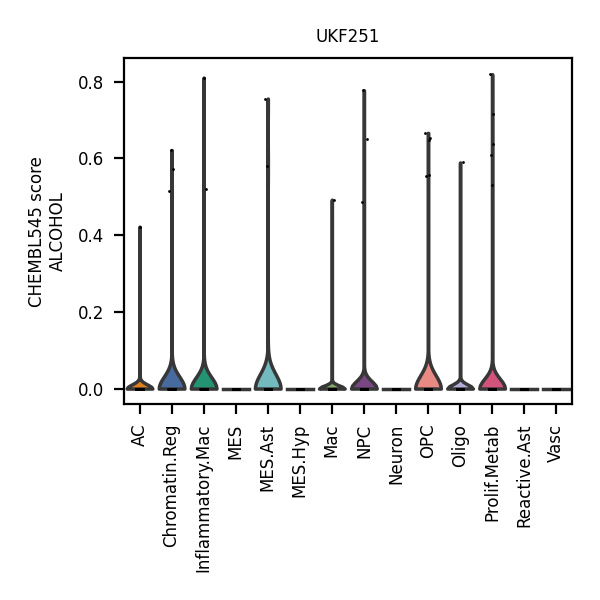 UKF251
CHEMBL545 score
ALCOHOL
0.8
0.6
0.4
0.2
0.0
AC
Chromatin.Reg
Inflammatory.Mac
MES
MES.Ast
MES.Hyp
Mac
NPC
Neuron
OPC
Oligo
Prolif.Metab
Reactive.Ast
Vasc